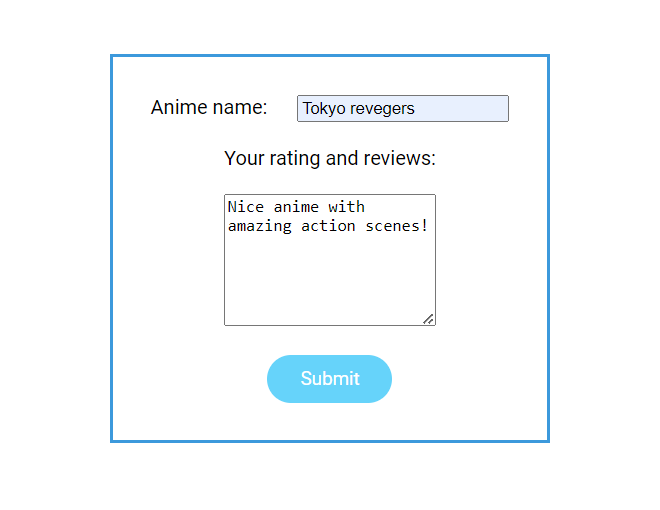 Anime name: Tokyo revegers
Your rating and reviews:
Nice anime with
amazing action scenes!
Submit